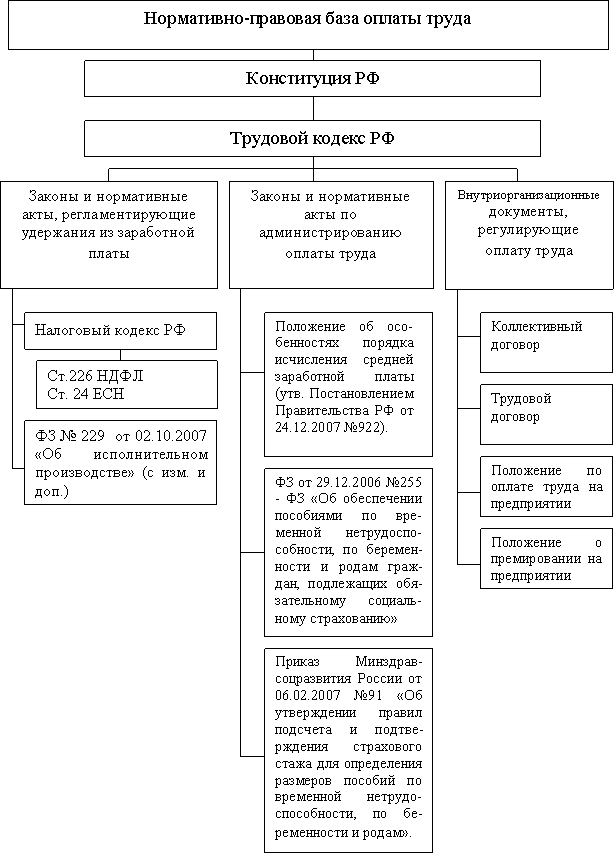 Нормативно-правовая база оплаты труда
Конституция РФ
Трудовой кодекс РФ
Законы и нормативные
акты, регламентирующие
удержания из заработной
платы
Налоговый кодекс РФ
Ст.226 НДФЛ
Ст. 24 ЕСН
ФЗ № 229 от 02.10.2007
«Об исполнительном
производстве» (с изм. и
доп.)
Законы и нормативные
акты по
администрированию
оплаты труда
Положение об осо-
бенностях порядка
исчисления средней
заработной платы
(утв. Постановлением
Правительства РФ от
24.12.2007 №922).
ФЗ от 29.12.2006 №255
- ФЗ «Об обеспечении
пособиями по вре-
менной нетрудоспо-
собности, по беремен-
ности и родам граж-
дан, подлежащих обя-
зательному социаль-
ному страхованию»
Приказ Минздрав-
соцразвития России от
06.02.2007 №91 «Об
утверждении правил
подсчета и подтве-
рждения страхового
стажа для определения
размеров пособий по
временной нетрудо-
способности, по бе-
ременности и родам».
Внутриорганизационные
документы,
регулирующие
оплату труда
Коллективный
договор
Трудовой
договор
Положение по
оплате труда на
предприятии
Положение о
премировании на
предприятии